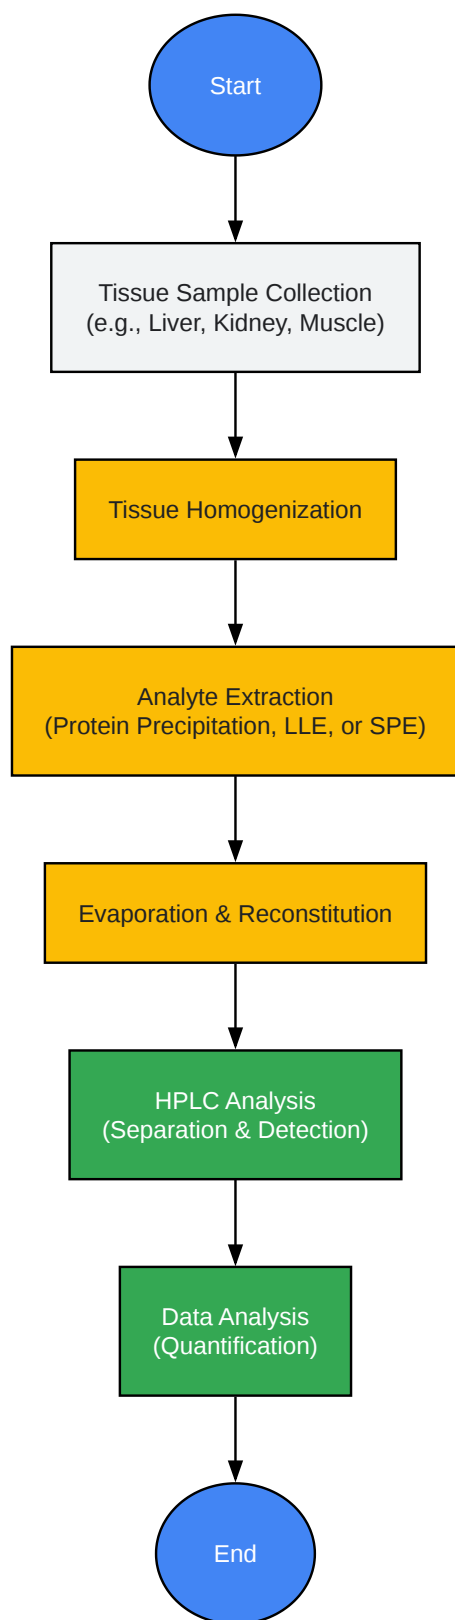 Start
Tissue Sample Collection
(e.g., Liver, Kidney, Muscle)
Tissue Homogenization
Analyte Extraction
(Protein Precipitation, LLE, or SPE)
Evaporation & Reconstitution
HPLC Analysis
(Separation & Detection)
Data Analysis
(Quantification)
End